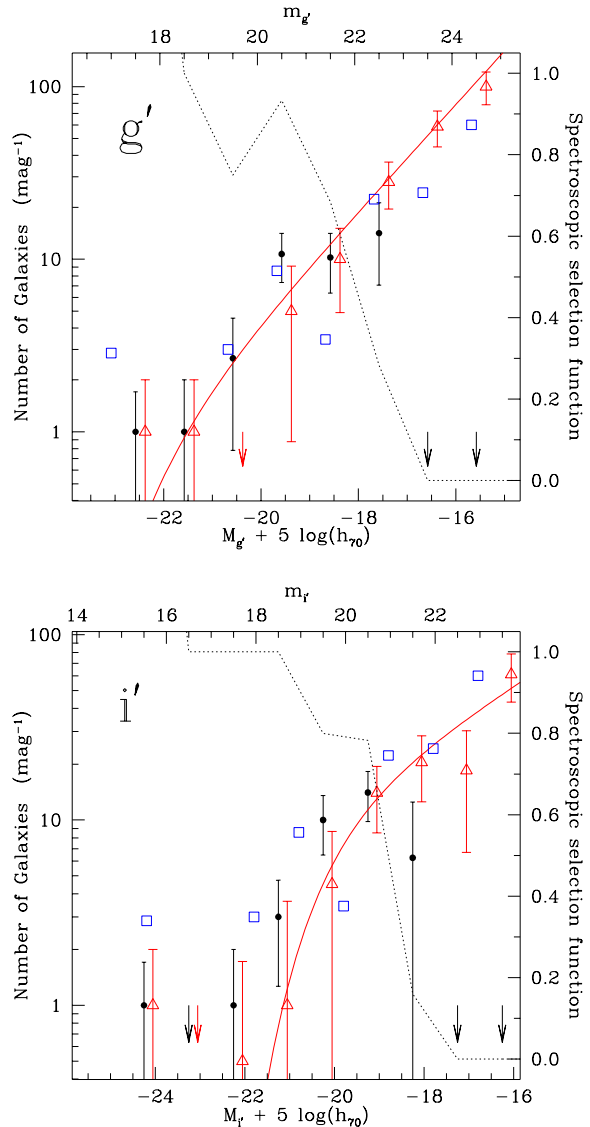 m_g′
18 20 22 24
g′
100
10
1
Number of Galaxies (mag⁻¹)
1.0
0.8
0.6
0.4
0.2
0.0
Spectroscopic selection function
−22 −20 −18 −16
M_g′ + 5 log(h₇₀)
m_i′
14 16 18 20 22
i′
100
10
1
Number of Galaxies (mag⁻¹)
1.0
0.8
0.6
0.4
0.2
0.0
Spectroscopic selection function
−24 −22 −20 −18 −16
M_i′ + 5 log(h₇₀)